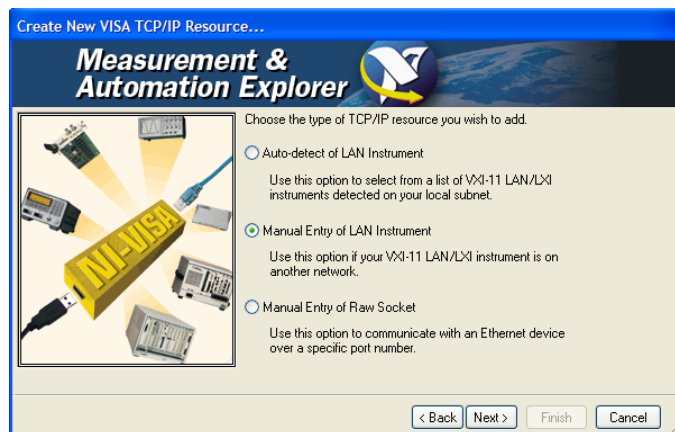 Create New VISA TCP/IP Resource...
Measurement &
Automation Explorer
NI-VISA
Choose the type of TCP/IP resource you wish to add.
Auto-detect of LAN Instrument
Use this option to select from a list of VXI-11 LAN/LXI
instruments detected on your local subnet.
Manual Entry of LAN Instrument
Use this option if your VXI-11 LAN/LXI instrument is on
another network.
Manual Entry of Raw Socket
Use this option to communicate with an Ethernet device
over a specific port number.
< Back Next > Finish Cancel